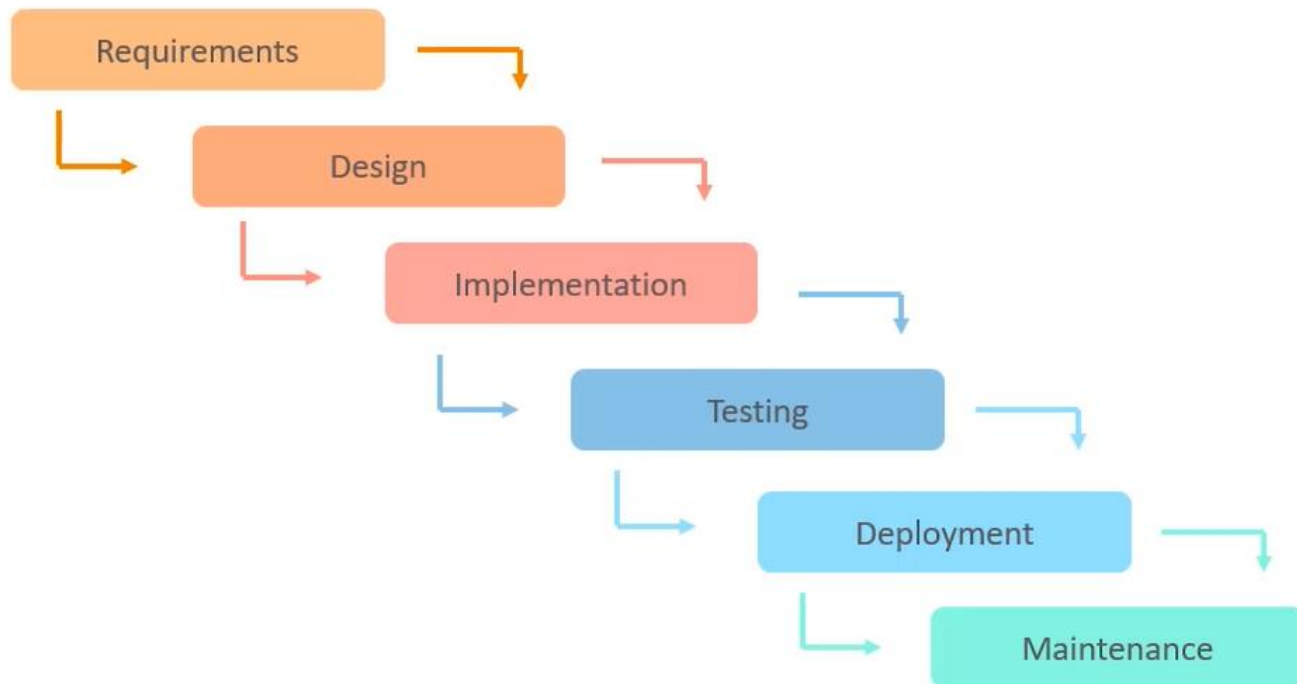 Requirements
Design
Implementation
Testing
Deployment
Maintenance